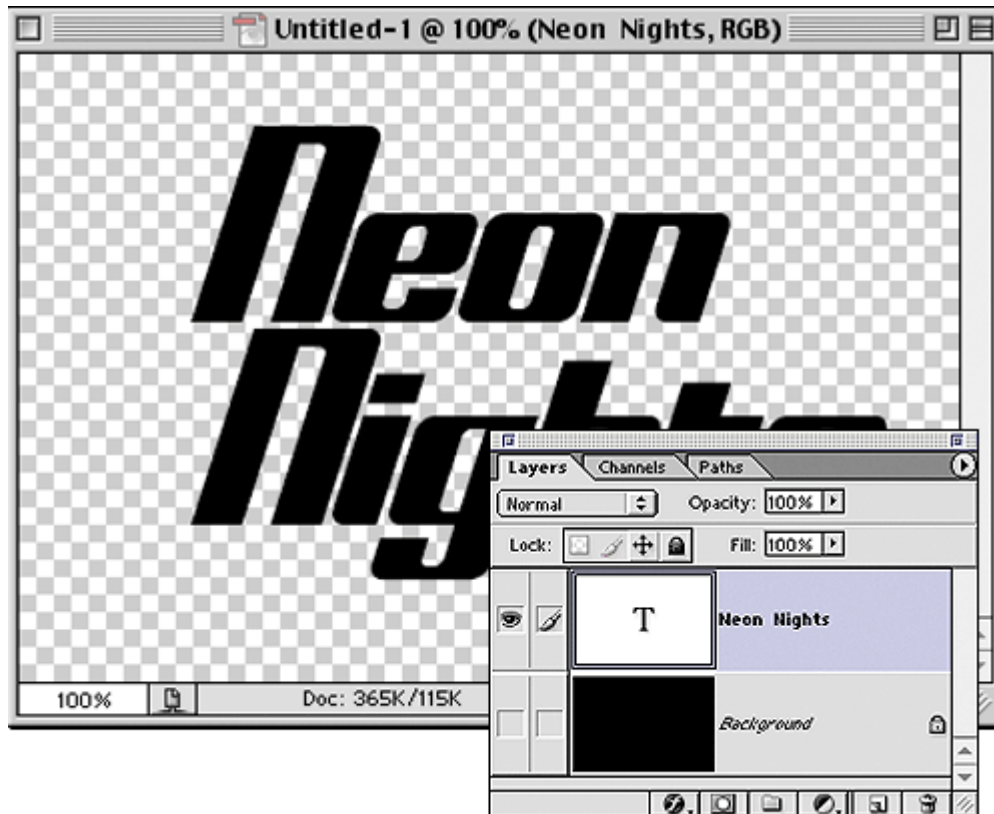 Untitled-1 @ 100% (Neon Nights, RGB)
Neon
Nights
Layers Channels Paths
Normal Opacity: 100%
Lock: Fill: 100%
T Neon Nights
Background
100% Doc: 365K/115K